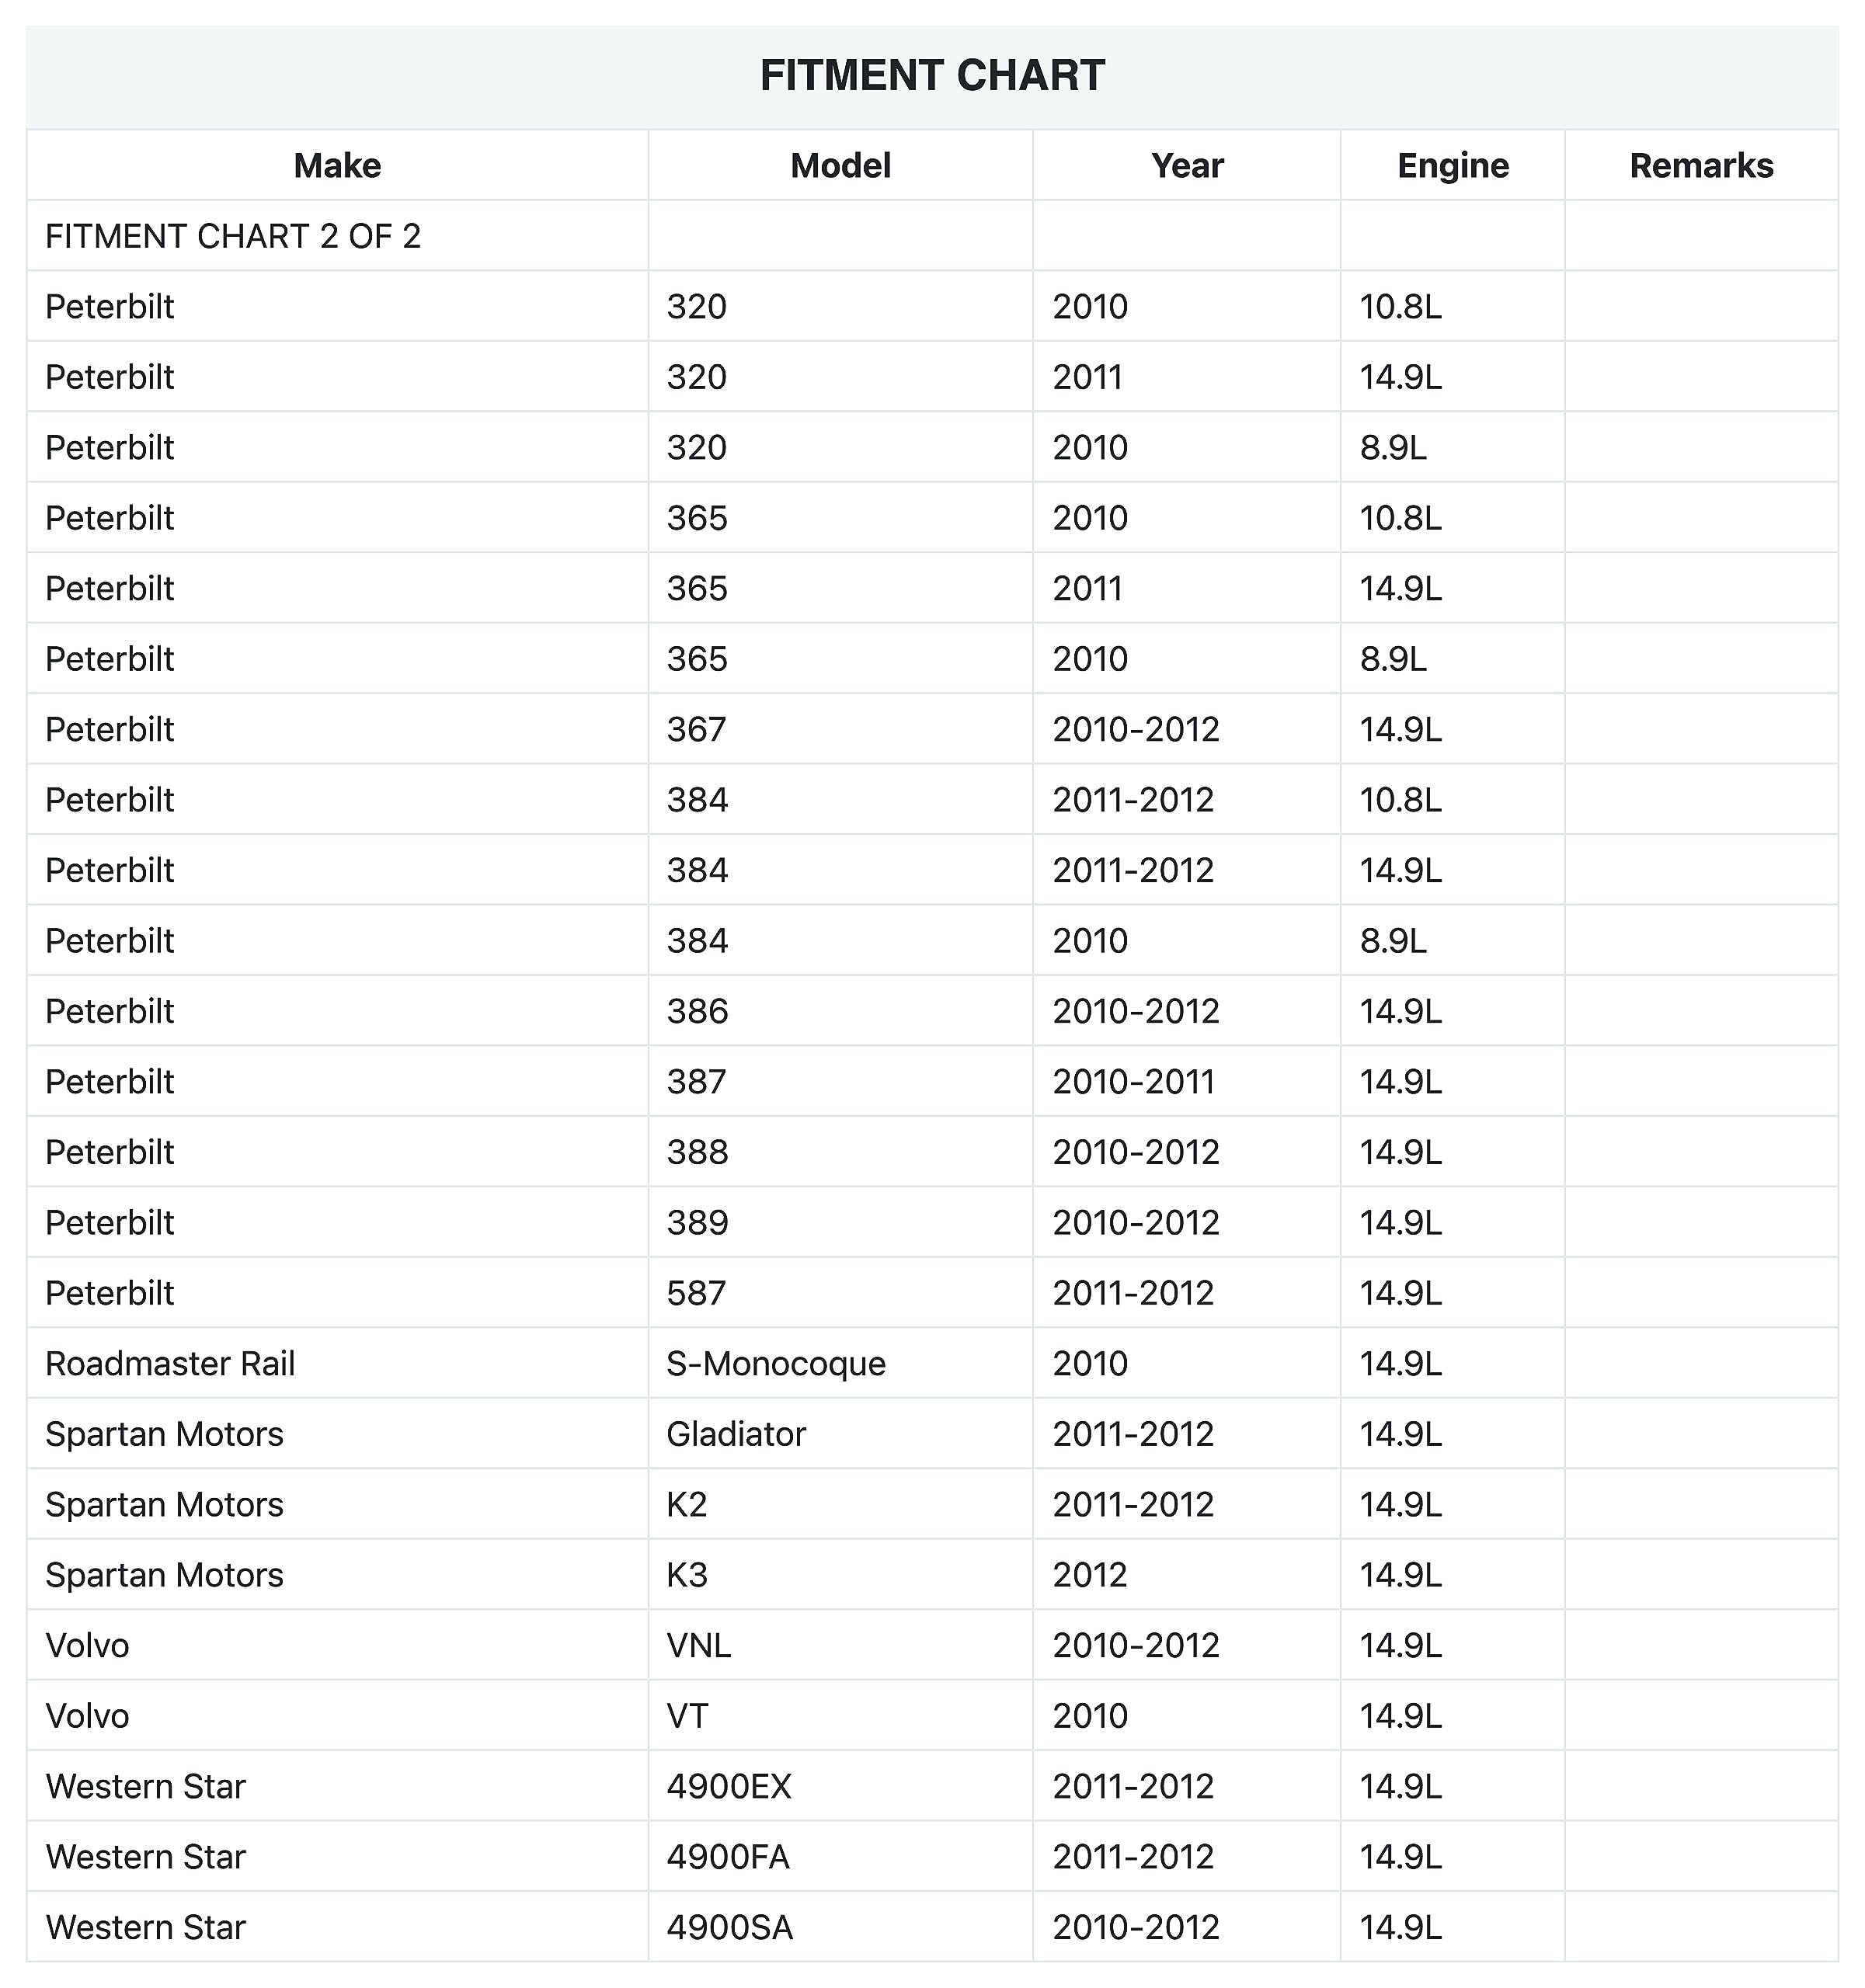 FITMENT CHART
Make Model Year Engine Remarks
FITMENT CHART 2 OF 2
Peterbilt 320 2010 10.8L
Peterbilt 320 2011 14.9L
Peterbilt 320 2010 8.9L
Peterbilt 365 2010 10.8L
Peterbilt 365 2011 14.9L
Peterbilt 365 2010 8.9L
Peterbilt 367 2010-2012 14.9L
Peterbilt 384 2011-2012 10.8L
Peterbilt 384 2011-2012 14.9L
Peterbilt 384 2010 8.9L
Peterbilt 386 2010-2012 14.9L
Peterbilt 387 2010-2011 14.9L
Peterbilt 388 2010-2012 14.9L
Peterbilt 389 2010-2012 14.9L
Peterbilt 587 2011-2012 14.9L
Roadmaster Rail S-Monocoque 2010 14.9L
Spartan Motors Gladiator 2011-2012 14.9L
Spartan Motors K2 2011-2012 14.9L
Spartan Motors K3 2012 14.9L
Volvo VNL 2010-2012 14.9L
Volvo VT 2010 14.9L
Western Star 4900EX 2011-2012 14.9L
Western Star 4900FA 2011-2012 14.9L
Western Star 4900SA 2010-2012 14.9L